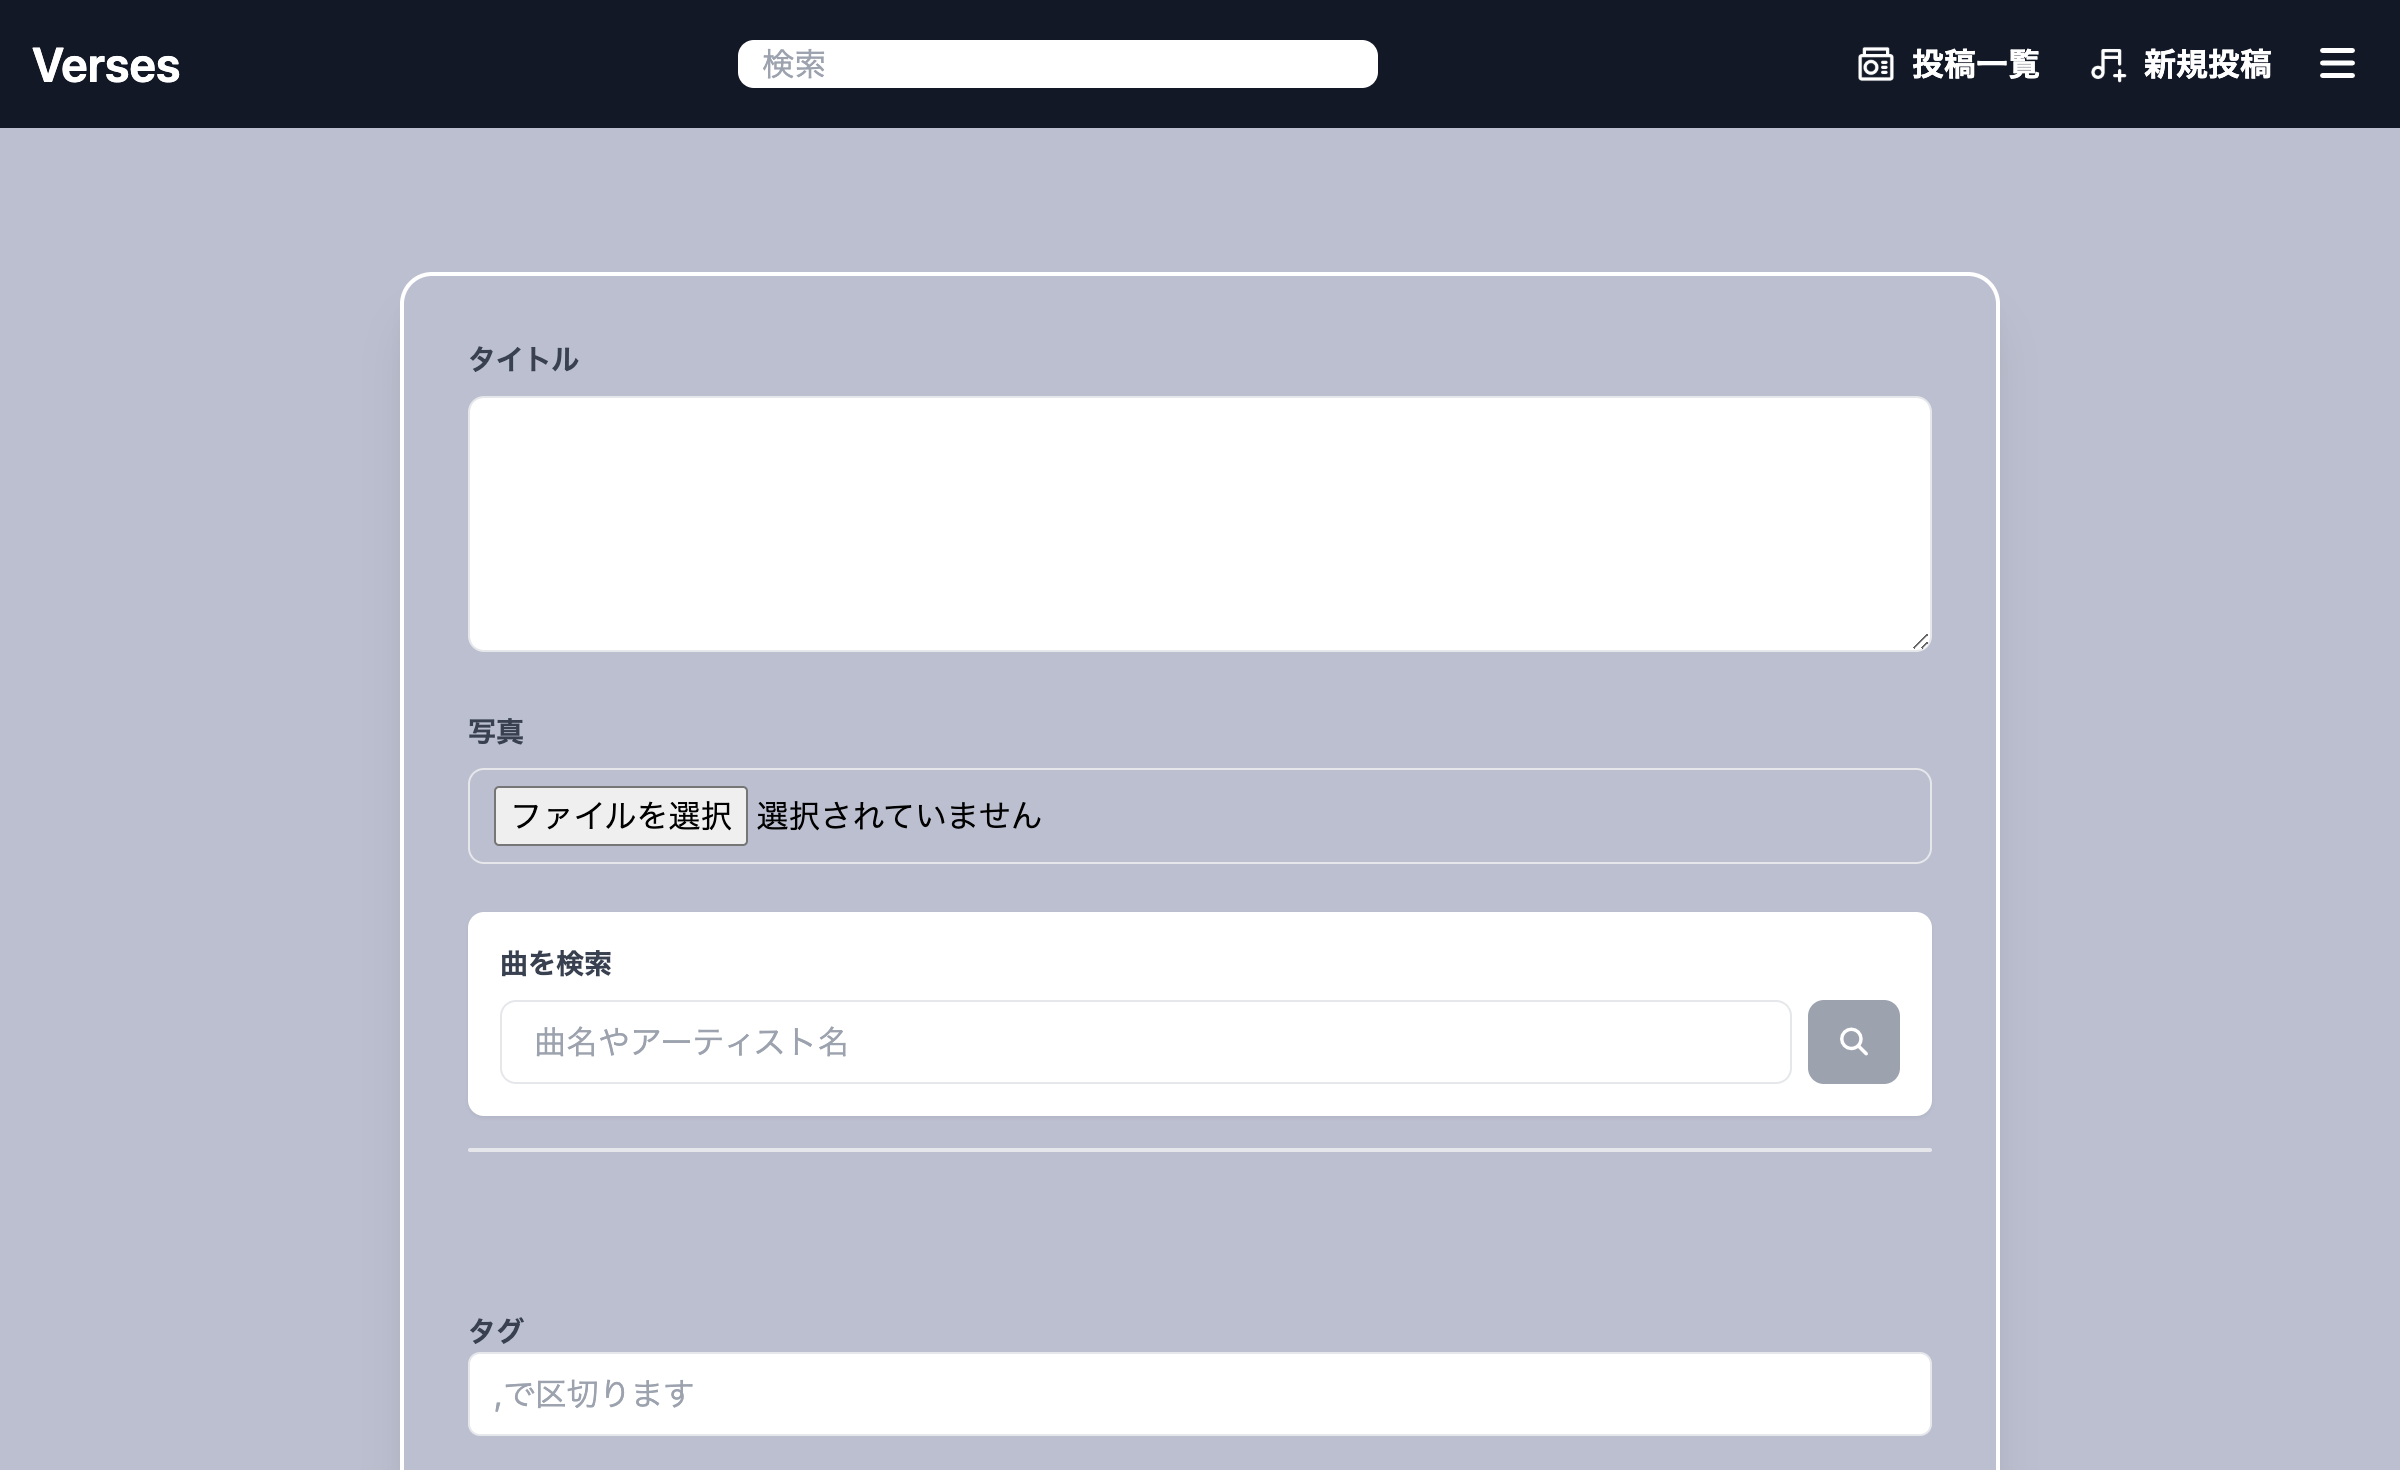 Verses
検索
投稿一覧
新規投稿
タイトル
写真
ファイルを選択 選択されていません
曲を検索
曲名やアーティスト名
タグ
,で区切ります